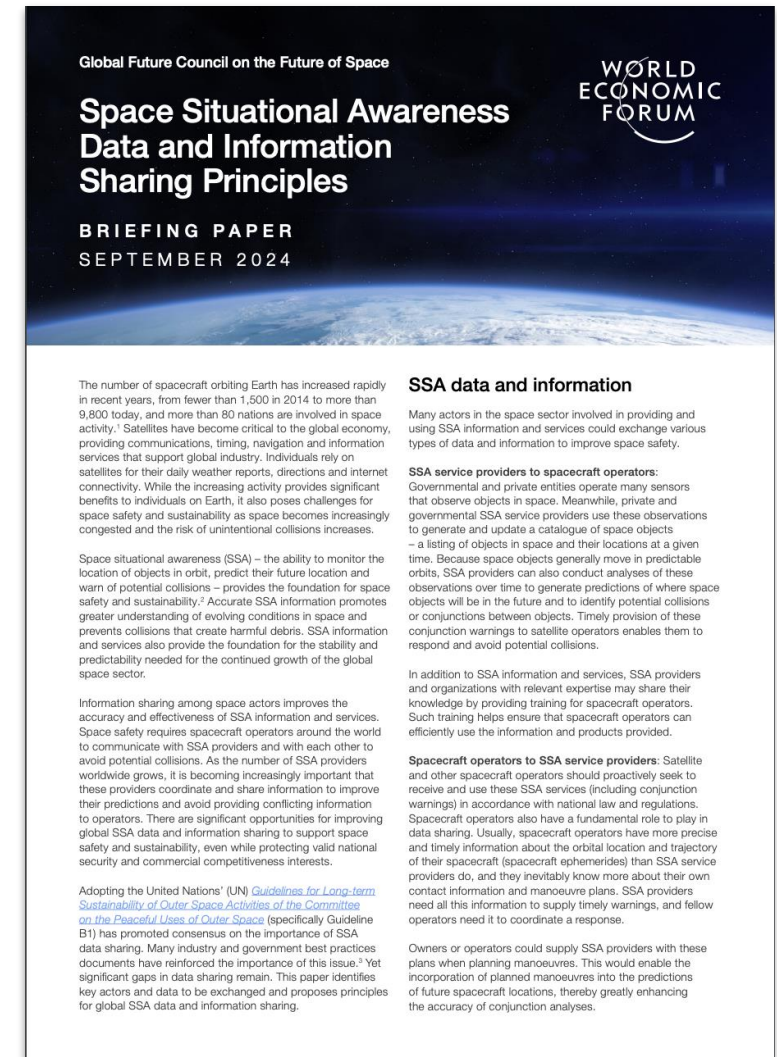 Global Future Council on the Future of Space
WORLD
ECONOMIC
FORUM
Space Situational Awareness
Data and Information
Sharing Principles
BRIEFING PAPER
SEPTEMBER 2024
The number of spacecraft orbiting Earth has increased rapidly
in recent years, from fewer than 1,500 in 2014 to more than
9,800 today, and more than 80 nations are involved in space
activity.¹ Satellites have become critical to the global economy,
providing communications, timing, navigation and information
services that support global industry. Individuals rely on
satellites for their daily weather reports, directions and internet
connectivity. While the increasing activity provides significant
benefits to individuals on Earth, it also poses challenges for
space safety and sustainability as space becomes increasingly
congested and the risk of unintentional collisions increases.
Space situational awareness (SSA) – the ability to monitor the
location of objects in orbit, predict their future location and
warn of potential collisions – provides the foundation for space
safety and sustainability.² Accurate SSA information promotes
greater understanding of evolving conditions in space and
prevents collisions that create harmful debris. SSA information
and services also provide the foundation for the stability and
predictability needed for the continued growth of the global
space sector.
Information sharing among space actors improves the
accuracy and effectiveness of SSA information and services.
Space safety requires spacecraft operators around the world
to communicate with SSA providers and with each other to
avoid potential collisions. As the number of SSA providers
worldwide grows, it is becoming increasingly important that
these providers coordinate and share information to improve
their predictions and avoid providing conflicting information
to operators. There are significant opportunities for improving
global SSA data and information sharing to support space
safety and sustainability, even while protecting valid national
security and commercial competitiveness interests.
Adopting the United Nations' (UN) Guidelines for Long-term
Sustainability of Outer Space Activities of the Committee
on the Peaceful Uses of Outer Space (specifically Guideline
B1) has promoted consensus on the importance of SSA
data sharing. Many industry and government best practices
documents have reinforced the importance of this issue.³ Yet
significant gaps in data sharing remain. This paper identifies
key actors and data to be exchanged and proposes principles
for global SSA data and information sharing.
SSA data and information
Many actors in the space sector involved in providing and
using SSA information and services could exchange various
types of data and information to improve space safety.
SSA service providers to spacecraft operators:
Governmental and private entities operate many sensors
that observe objects in space. Meanwhile, private and
governmental SSA service providers use these observations
to generate and update a catalogue of space objects
– a listing of objects in space and their locations at a given
time. Because space objects generally move in predictable
orbits, SSA providers can also conduct analyses of these
observations over time to generate predictions of where space
objects will be in the future and to identify potential collisions
or conjunctions between objects. Timely provision of these
conjunction warnings to satellite operators enables them to
respond and avoid potential collisions.
In addition to SSA information and services, SSA providers
and organizations with relevant expertise may share their
knowledge by providing training for spacecraft operators.
Such training helps ensure that spacecraft operators can
efficiently use the information and products provided.
Spacecraft operators to SSA service providers: Satellite
and other spacecraft operators should proactively seek to
receive and use these SSA services (including conjunction
warnings) in accordance with national law and regulations.
Spacecraft operators also have a fundamental role to play in
data sharing. Usually, spacecraft operators have more precise
and timely information about the orbital location and trajectory
of their spacecraft (spacecraft ephemerides) than SSA service
providers do, and they inevitably know more about their own
contact information and manoeuvre plans. SSA providers
need all this information to supply timely warnings, and fellow
operators need it to coordinate a response.
Owners or operators could supply SSA providers with these
plans when planning manoeuvres. This would enable the
incorporation of planned manoeuvres into the predictions
of future spacecraft locations, thereby greatly enhancing
the accuracy of conjunction analyses.